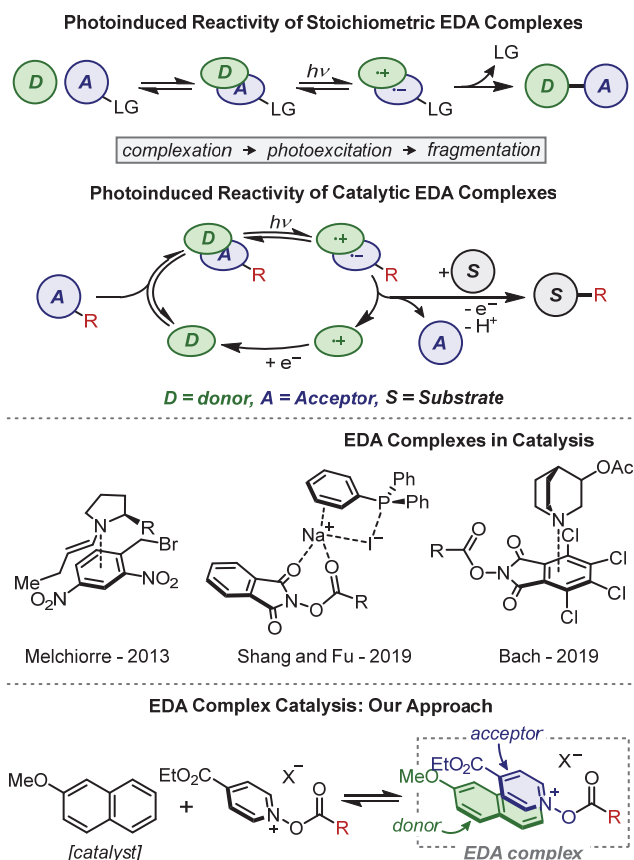 Photoinduced Reactivity of Stoichiometric EDA Complexes
D A LG
D A LG
hν
·+ ·– LG
LG
D A
complexation → photoexcitation → fragmentation
Photoinduced Reactivity of Catalytic EDA Complexes
hν
D A R
·+ ·– R
A R
+ S
- e–
- H+
S R
D
+ e–
·+
A
D = donor, A = Acceptor, S = Substrate
EDA Complexes in Catalysis
N R Br Me O2N NO2
Ph P Ph Na+ I– O N O O O R
OAc N Cl O R O N O O Cl Cl Cl
Melchiorre - 2013
Shang and Fu - 2019
Bach - 2019
EDA Complex Catalysis: Our Approach
MeO
+
EtO2C X– N+ O O R
acceptor
EtO2C X– MeO N+ O O R
donor
[catalyst]
EDA complex